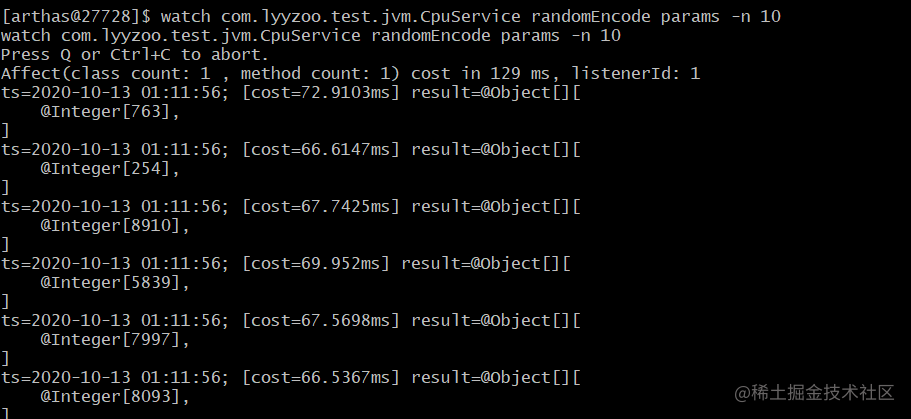 [arthas@27728]$ watch com.lyyzoo.test.jvm.CpuService randomEncode params -n 10
watch com.lyyzoo.test.jvm.CpuService randomEncode params -n 10
Press Q or Ctrl+C to abort.
Affect(class count: 1 , method count: 1) cost in 129 ms, listenerId: 1
ts=2020-10-13 01:11:56; [cost=72.9103ms] result=@Object[][
    @Integer[763],
]
ts=2020-10-13 01:11:56; [cost=66.6147ms] result=@Object[][
    @Integer[254],
]
ts=2020-10-13 01:11:56; [cost=67.7425ms] result=@Object[][
    @Integer[8910],
]
ts=2020-10-13 01:11:56; [cost=69.952ms] result=@Object[][
    @Integer[5839],
]
ts=2020-10-13 01:11:56; [cost=67.5698ms] result=@Object[][
    @Integer[7997],
]
ts=2020-10-13 01:11:56; [cost=66.5367ms] result=@Object[][
    @Integer[8093],
]
@稀土掘金技术社区